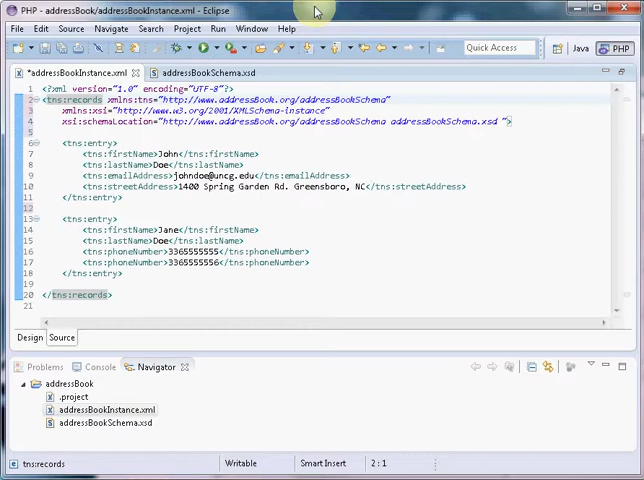 PHP - addressBook/addressBookInstance.xml - Eclipse
File Edit Source Navigate Search Project Run Window Help
Quick Access Java PHP
*addressBookInstance.xml addressBookSchema.xsd
1 <?xml version="1.0" encoding="UTF-8"?>
2 <tns:records xmlns:tns="http://www.addressBook.org/addressBookSchema"
3 xmlns:xsi="http://www.w3.org/2001/XMLSchema-instance"
4 xsi:schemaLocation="http://www.addressBook.org/addressBookSchema addressBookSchema.xsd ">
5
6 <tns:entry>
7 <tns:firstName>John</tns:firstName>
8 <tns:lastName>Doe</tns:lastName>
9 <tns:emailAddress>johndoe@uncg.edu</tns:emailAddress>
10 <tns:streetAddress>1400 Spring Garden Rd. Greensboro, NC</tns:streetAddress>
11 </tns:entry>
12
13 <tns:entry>
14 <tns:firstName>Jane</tns:firstName>
15 <tns:lastName>Doe</tns:lastName>
16 <tns:phoneNumber>3365555555</tns:phoneNumber>
17 <tns:phoneNumber>3365555556</tns:phoneNumber>
18 </tns:entry>
19
20 </tns:records>
21
Design Source
Problems Console Navigator
addressBook
.project
addressBookInstance.xml
addressBookSchema.xsd
tns:records Writable Smart Insert 2 : 1